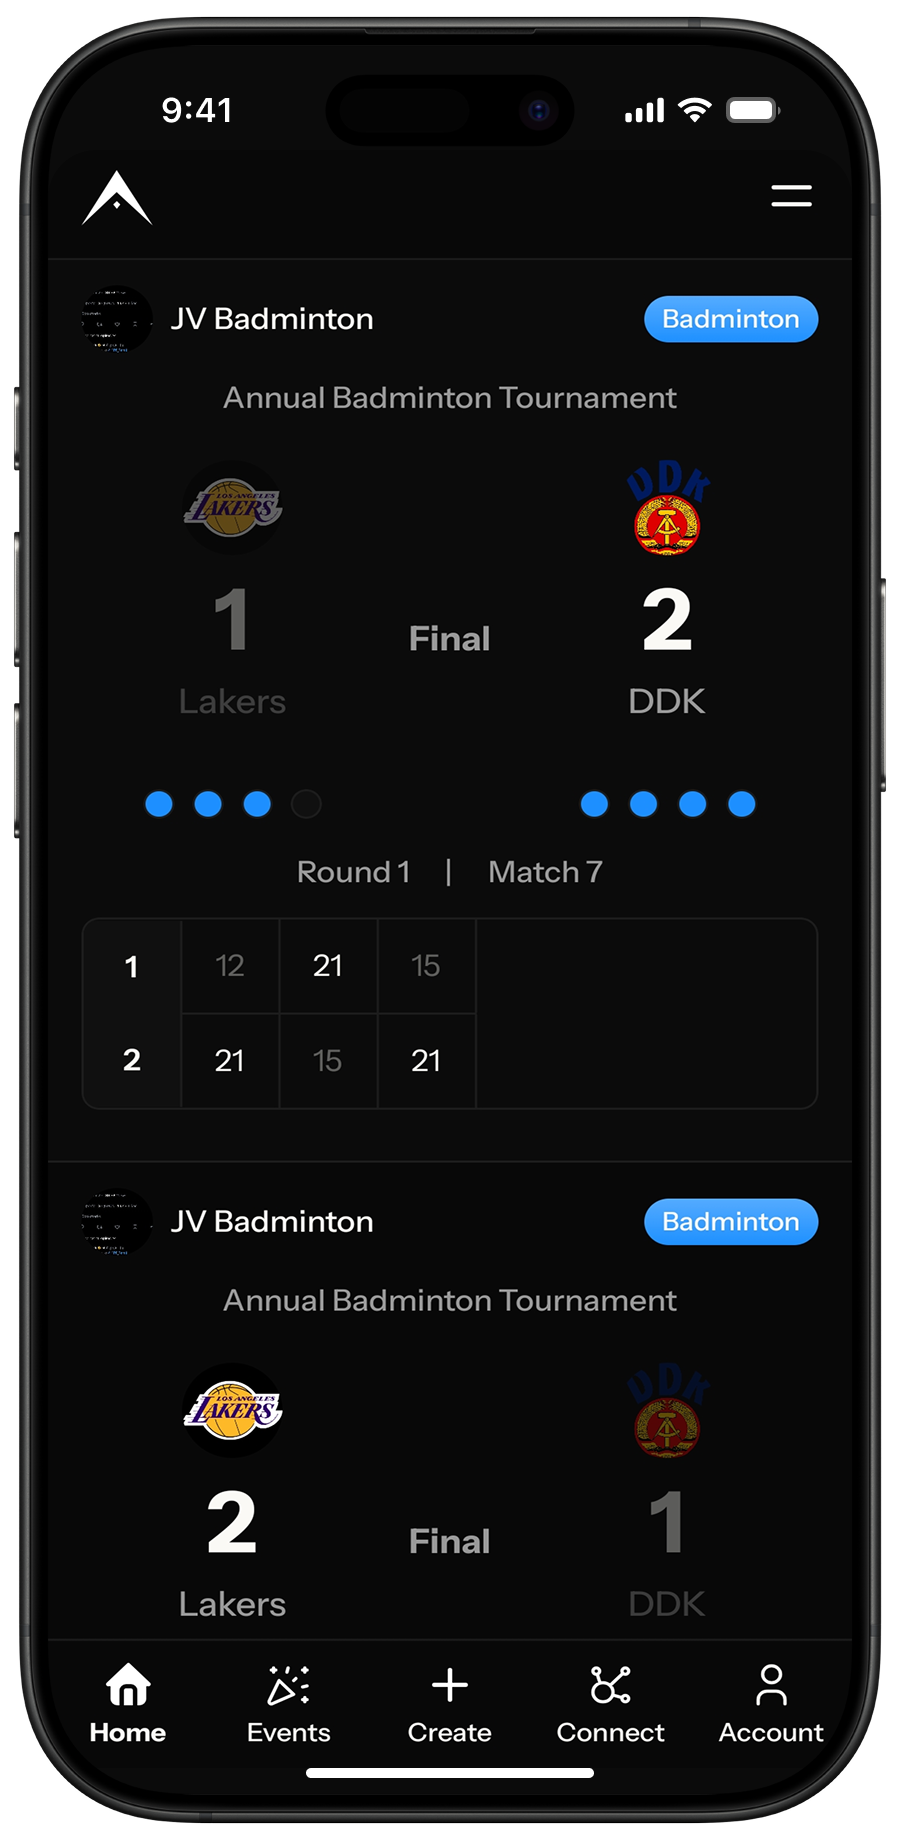 9:41
JV Badminton
Badminton
Annual Badminton Tournament
LOS ANGELES
LAKERS
DDK
1
Final
2
Lakers
DDK
Round 1 | Match 7
1 12 21 15
2 21 15 21
JV Badminton
Badminton
Annual Badminton Tournament
LOS ANGELES
LAKERS
DDK
2
Final
1
Lakers
DDK
Home
Events
Create
Connect
Account